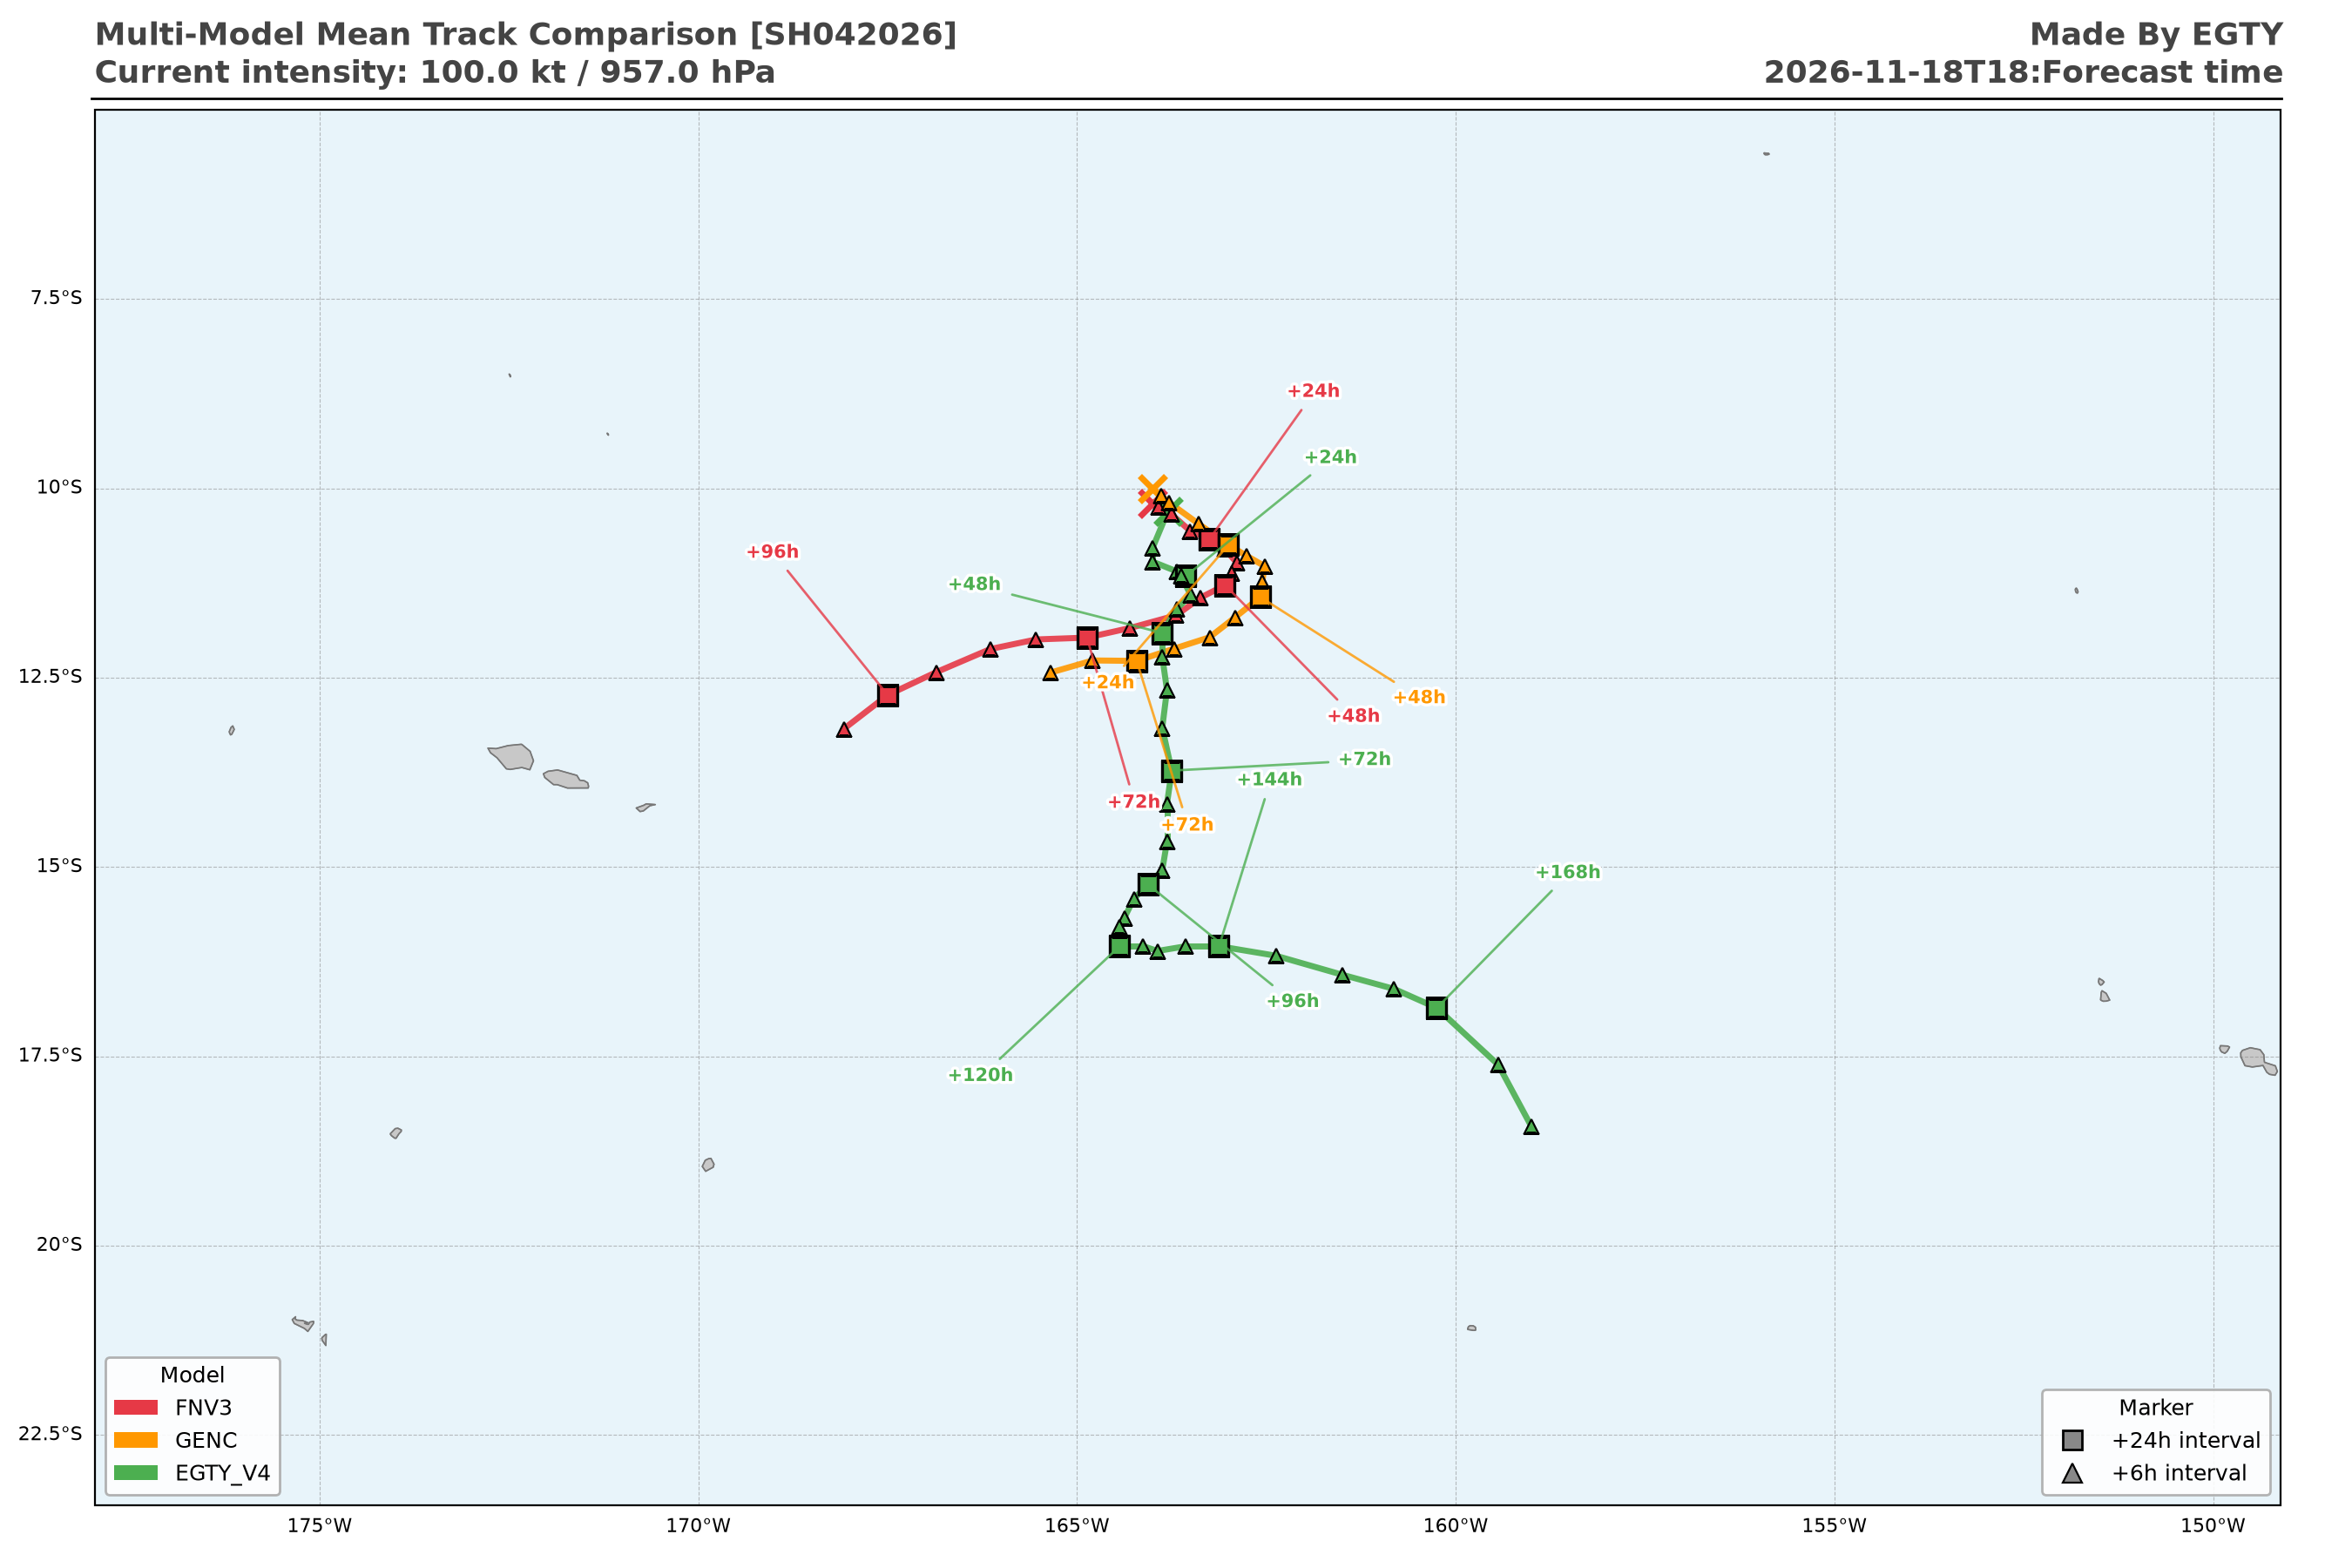 Multi-Model Mean Track Comparison [SH042026]
Current intensity: 100.0 kt / 957.0 hPa
Made By EGTY
2026-11-18T18:Forecast time
7.5°S
10°S
12.5°S
15°S
17.5°S
20°S
22.5°S
+24h
+24h
+96h
+48h
+24h
+48h
+48h
+72h
+144h
+72h
+72h
+168h
+96h
+120h
Model
FNV3
GENC
EGTY_V4
Marker
+24h interval
+6h interval
175°W
170°W
165°W
160°W
155°W
150°W